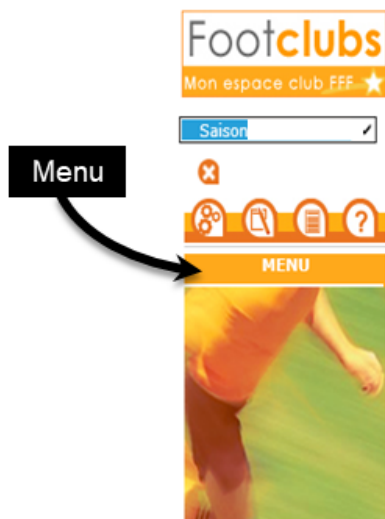 Footclubs
Mon espace club FFF
Saison
Menu
?
MENU